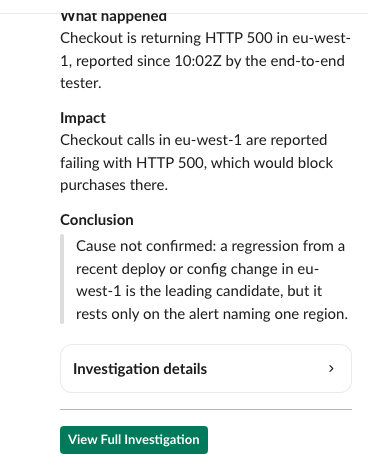 What happened
Checkout is returning HTTP 500 in eu-west-
1, reported since 10:02Z by the end-to-end
tester.
Impact
Checkout calls in eu-west-1 are reported
failing with HTTP 500, which would block
purchases there.
Conclusion
Cause not confirmed: a regression from a
recent deploy or config change in eu-
west-1 is the leading candidate, but it
rests only on the alert naming one region.
Investigation details
View Full Investigation